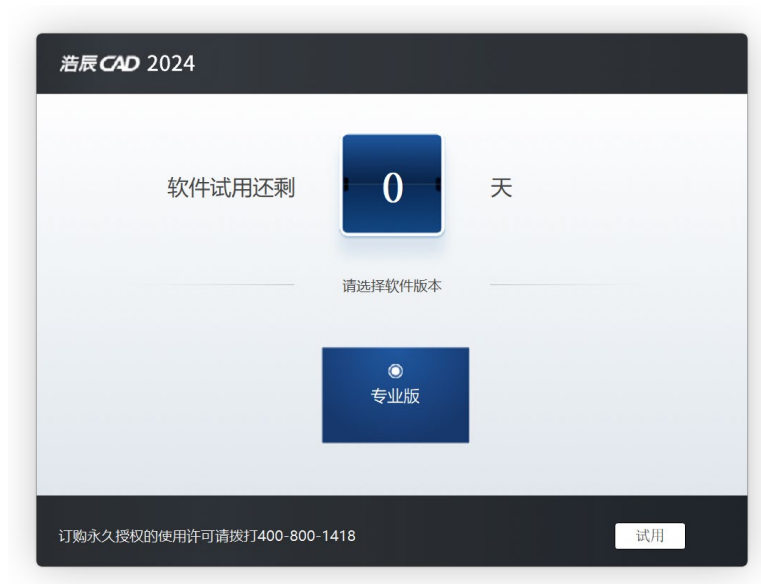 浩辰CAD 2024
软件试用还剩 0 天
请选择软件版本
专业版
订购永久授权的使用许可请拨打400-800-1418
试用